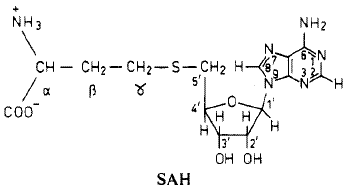 +
NH3
NH2
CH—CH2—CH2—S—CH2
H
7
6
N
N
8
5
1
9
N
3
N
H
2
α
β
γ
5'
COO−
O
4'
1'
H
H
H
H
3'
2'
OH
OH
SAH